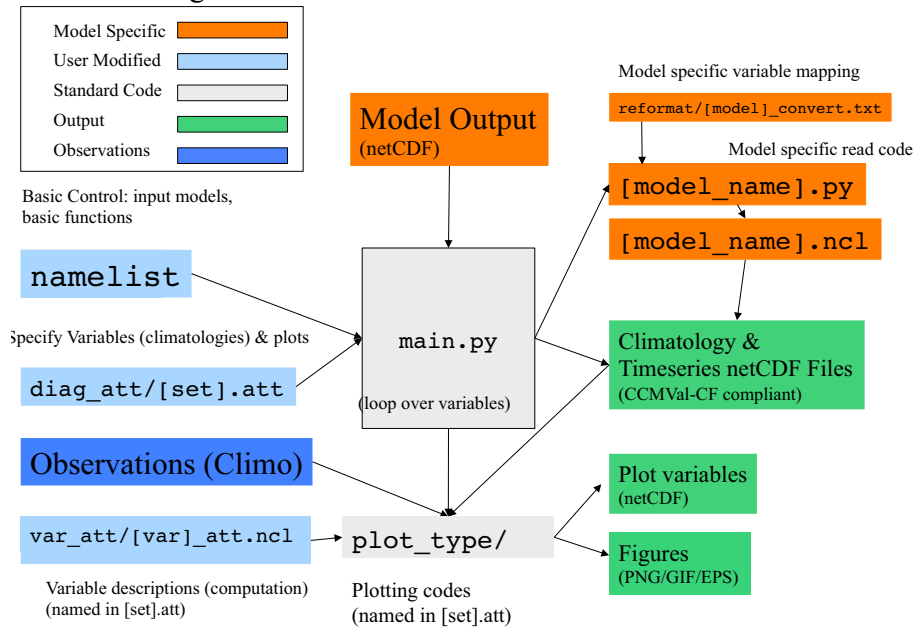 Model Specific
User Modified
Standard Code
Output
Observations
Basic Control: input models,
basic functions
namelist
Specify Variables (climatologies) & plots
diag_att/[set].att
Observations (Climo)
var_att/[var]_att.ncl
Variable descriptions (computation)
(named in [set].att)
Model Output
(netCDF)
main.py
(loop over variables)
plot_type/
Plotting codes
(named in [set].att)
Model specific variable mapping
reformat/[model]_convert.txt
Model specific read code
[model_name].py
[model_name].ncl
Climatology &
Timeseries netCDF Files
(CCMVal-CF compliant)
Plot variables
(netCDF)
Figures
(PNG/GIF/EPS)